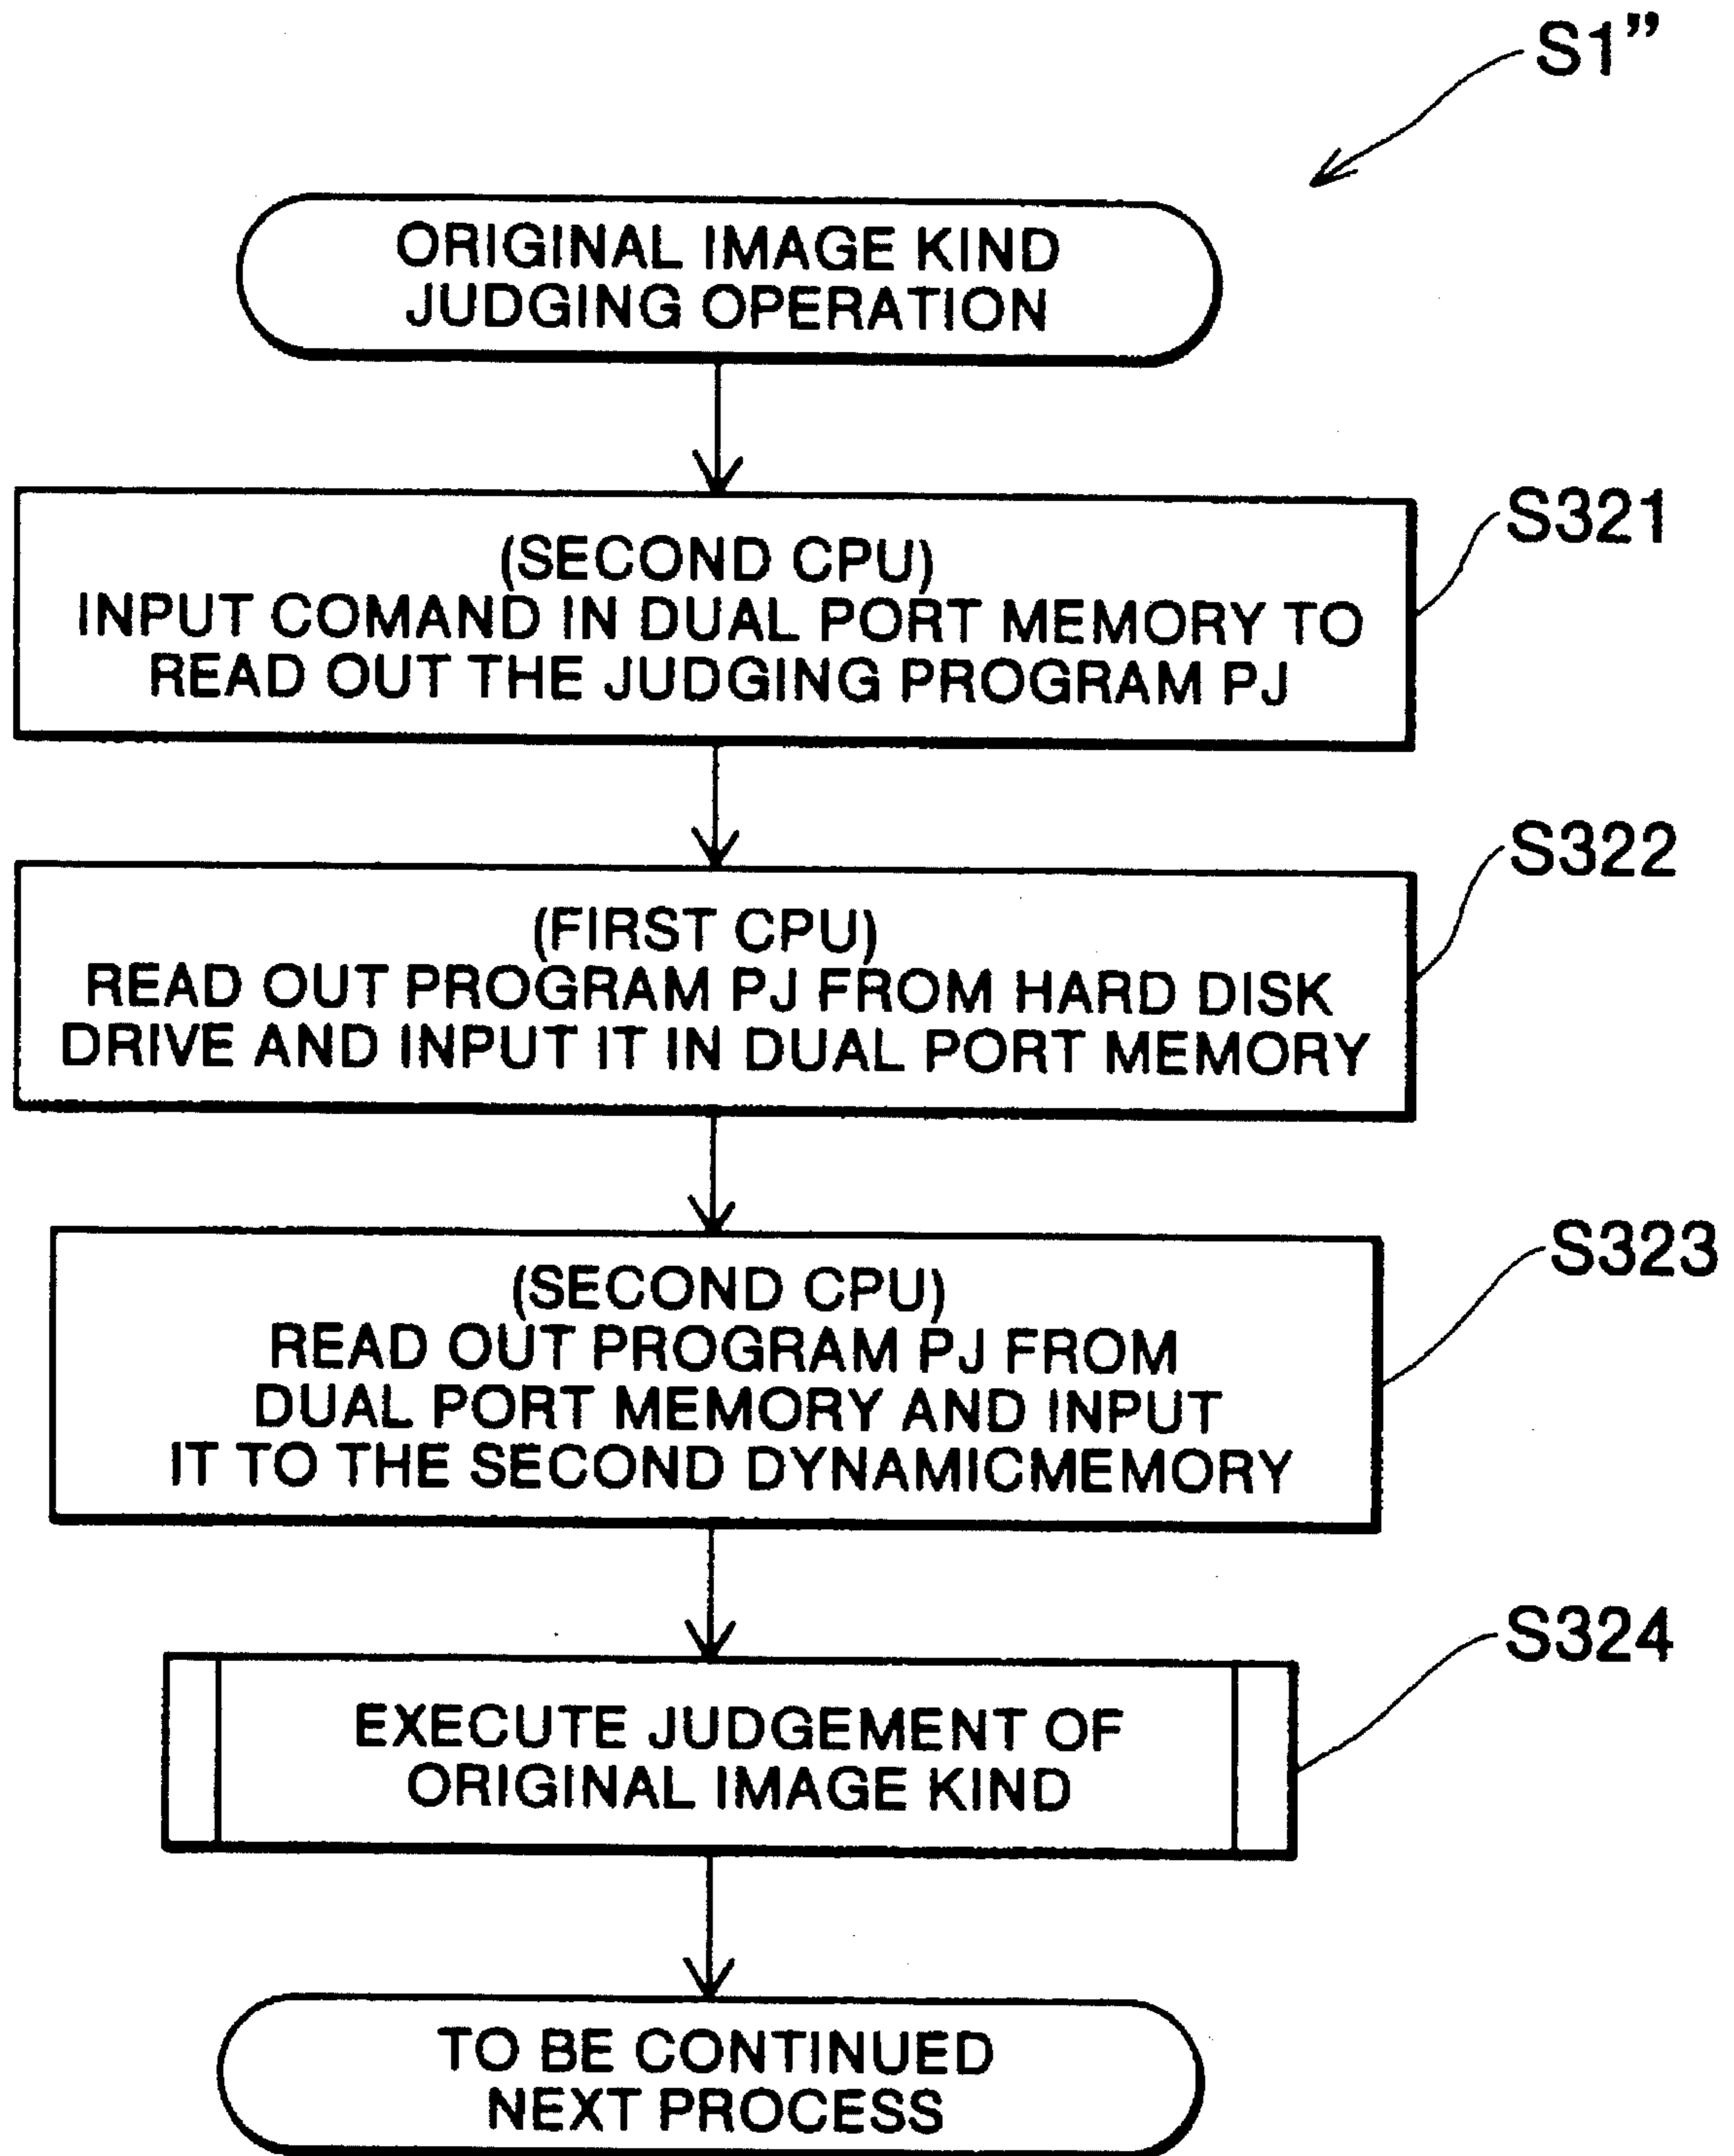 S1”
ORIGINAL IMAGE KIND
JUDGING OPERATION
S321
(SECOND CPU)
INPUT COMAND IN DUAL PORT MEMORY TO
READ OUT THE JUDGING PROGRAM PJ
S322
(FIRST CPU)
READ OUT PROGRAM PJ FROM HARD DISK
DRIVE AND INPUT IT IN DUAL PORT MEMORY
S323
(SECOND CPU)
READ OUT PROGRAM PJ FROM
DUAL PORT MEMORY AND INPUT
IT TO THE SECOND DYNAMICMEMORY
S324
EXECUTE JUDGEMENT OF
ORIGINAL IMAGE KIND
TO BE CONTINUED
NEXT PROCESS